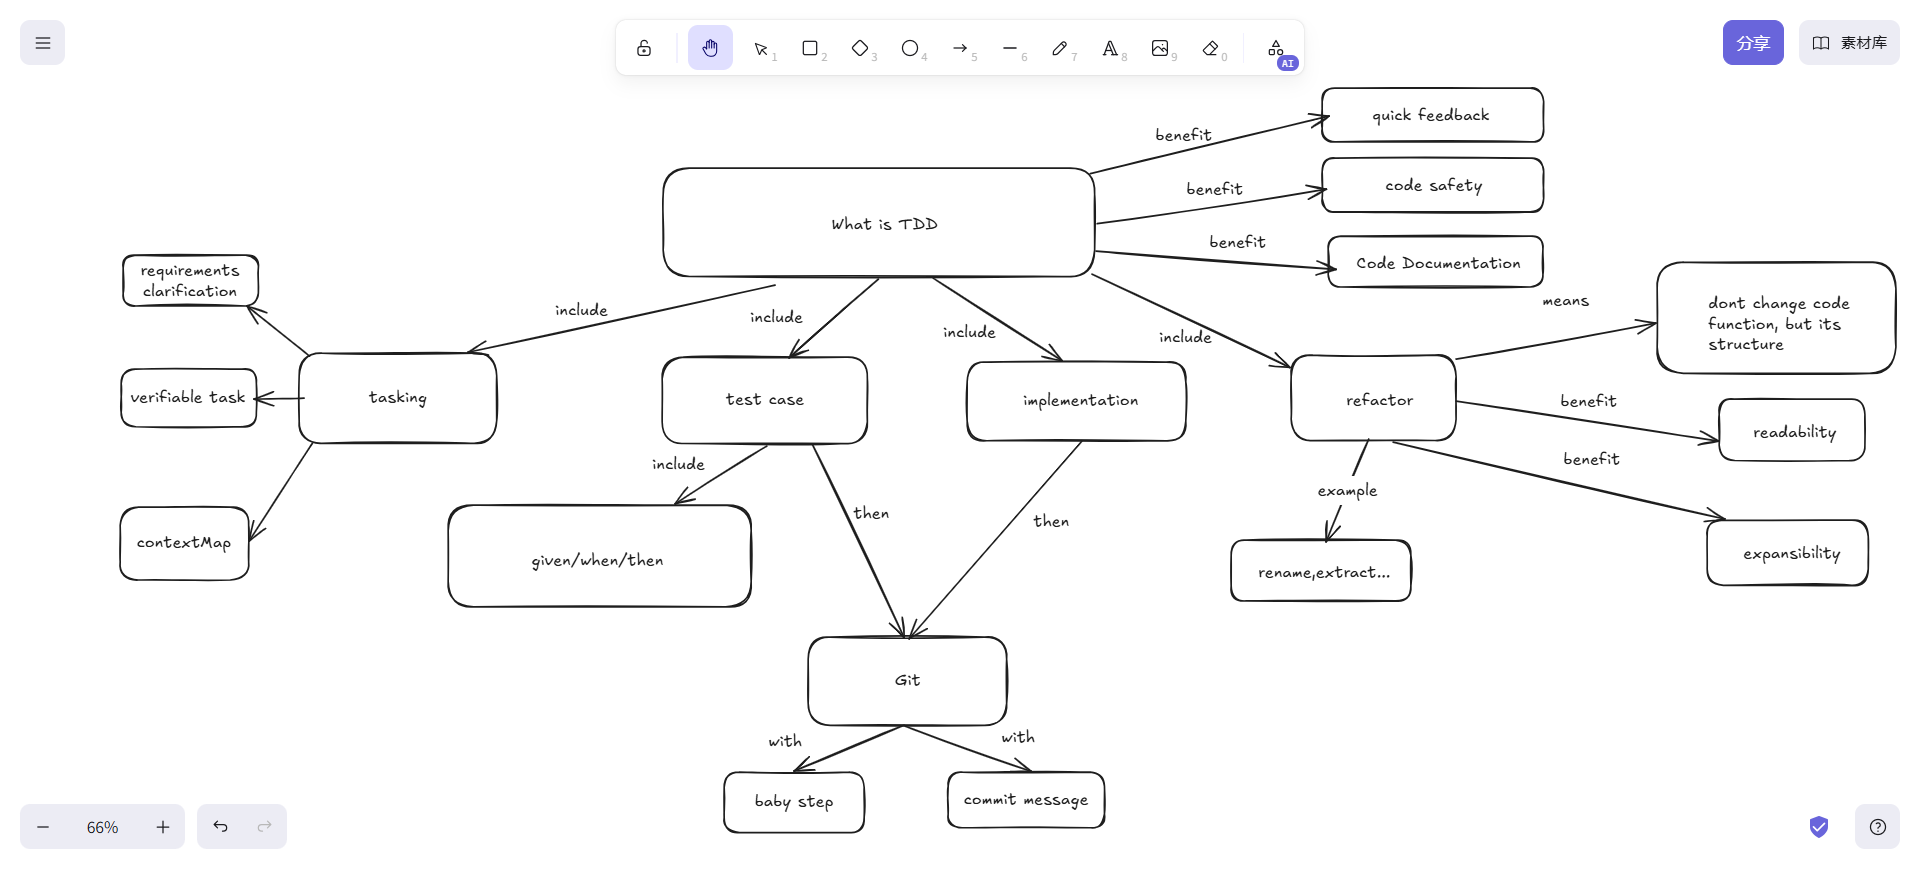 1
2
3
4
5
6
7
8
9
0
AI
分享
素材库
quick feedback
benefit
code safety
benefit
What is TDD
benefit
Code Documentation
requirements
clarification
means
dont change code
function, but its
structure
include
include
include
include
verifiable task
tasking
test case
implementation
refactor
benefit
readability
benefit
include
example
then
then
contextMap
given/when/then
rename,extract...
expansibility
Git
with
with
baby step
commit message
66%